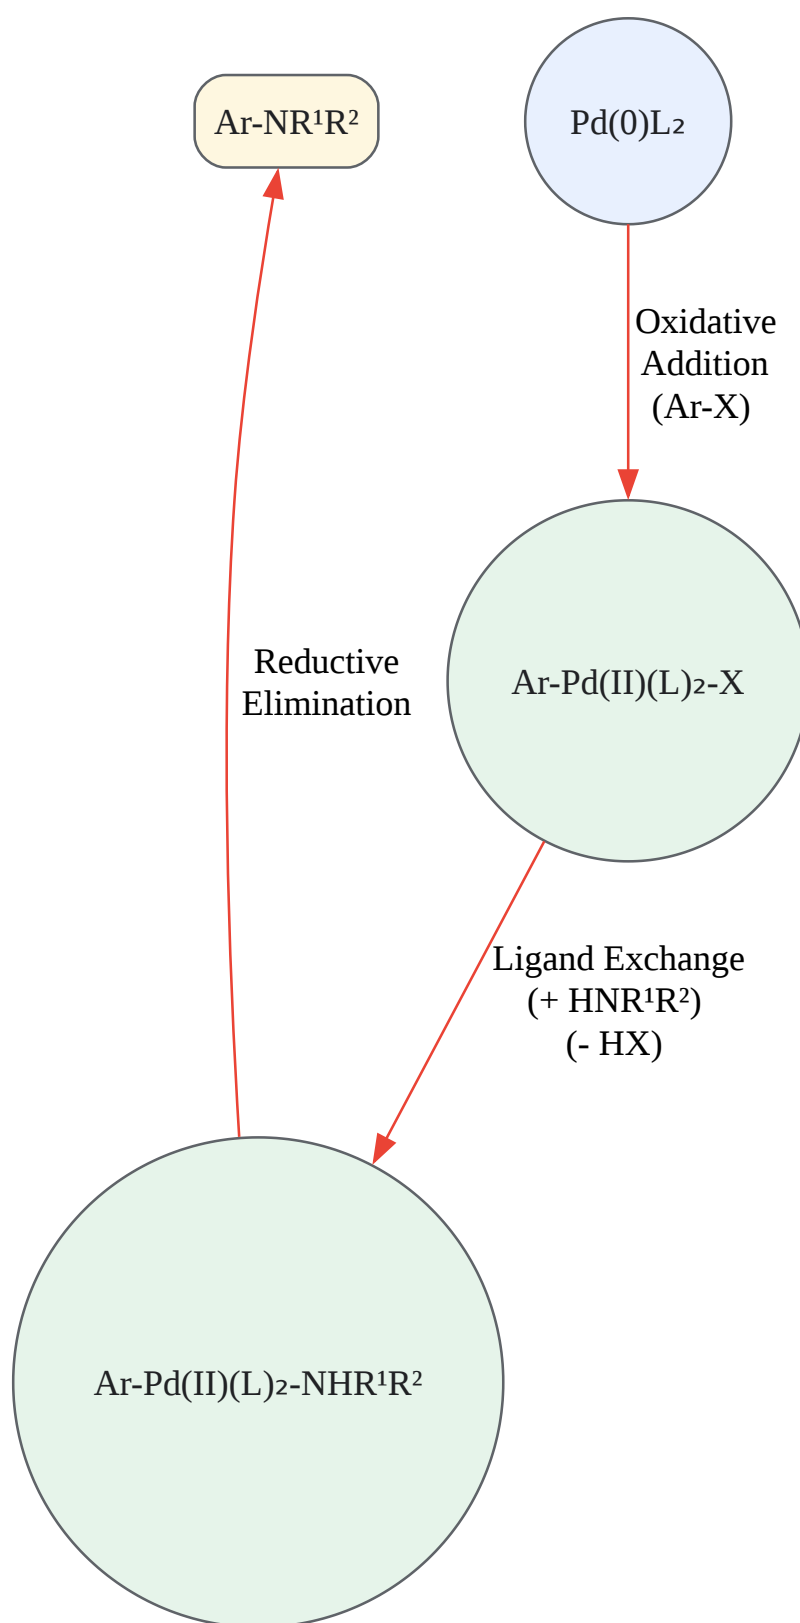 Ar-NR¹R²
Pd(0)L₂
Oxidative
Addition
(Ar-X)
Ar-Pd(II)(L)₂-X
Reductive
Elimination
Ligand Exchange
(+ HNR¹R²)
(- HX)
Ar-Pd(II)(L)₂-NHR¹R²